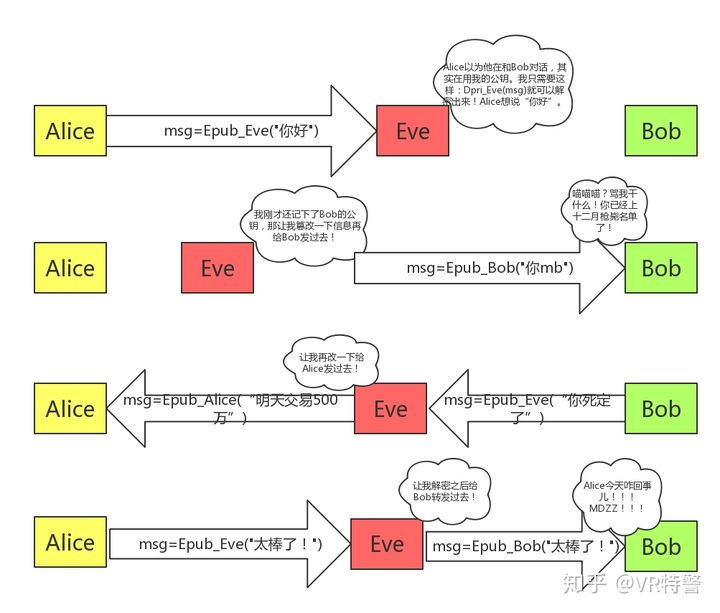 Alice以为他在和Bob对话，其
实在用我的公钥。我只需要这
样：Dpri_Eve(msg)就可以解
密出来！Alice想说“你好”。
Alice
msg=Epub_Eve("你好")
Eve
Bob
我刚才还记下了Bob的公
钥，那让我篡改一下信息再
给Bob发过去！
喵喵喵？骂我干
什么！你已经上
十二月枪毙名单
了！
Alice
Eve
msg=Epub_Bob("你mb")
Bob
让我再改一下给
Alice发过去！
Alice
msg=Epub_Alice(“明天交易500
万”)
Eve
msg=Epub_Eve(“你死定
了”)
Bob
让我解密之后给
Bob转发过去！
Alice今天咋回事
儿！！！
MDZZ！！！
Alice
msg=Epub_Eve("太棒了！")
Eve
msg=Epub_Bob("太棒了！")
Bob
知乎 @VR特警